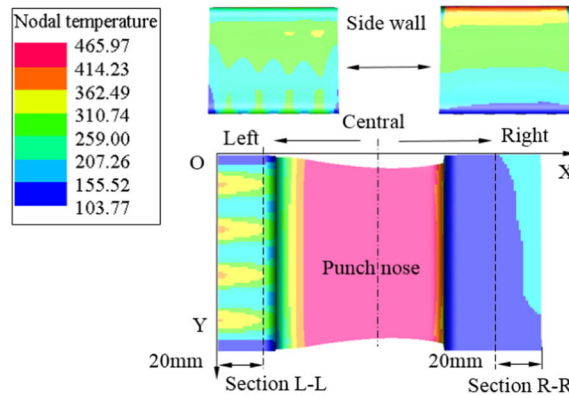 Nodal temperature
465.97
414.23
362.49
310.74
259.00
207.26
155.52
103.77
Side wall
Central
Left
Right
O
X
Punch nose
Y
20mm
20mm
Section L-L
Section R-R